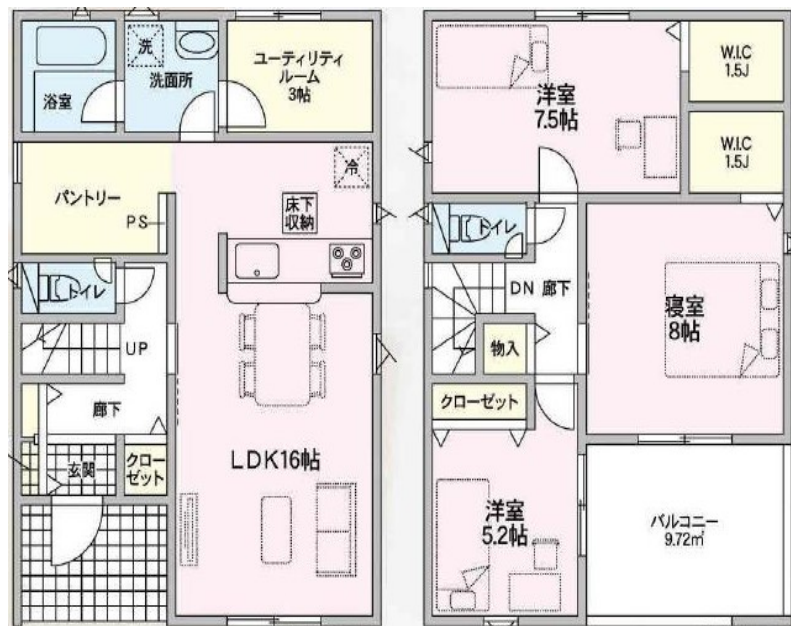 洗
浴室
洗面所
ユーティリティ
ルーム
3帖
パントリー
PS
冷
床下
収納
トイレ
UP
廊下
玄関
クロー
ゼット
LDK16帖
洋室
7.5帖
W.I.C
1.5J
W.I.C
1.5J
トイレ
DN 廊下
物入
寝室
8帖
クローゼット
洋室
5.2帖
バルコニー
9.72㎡